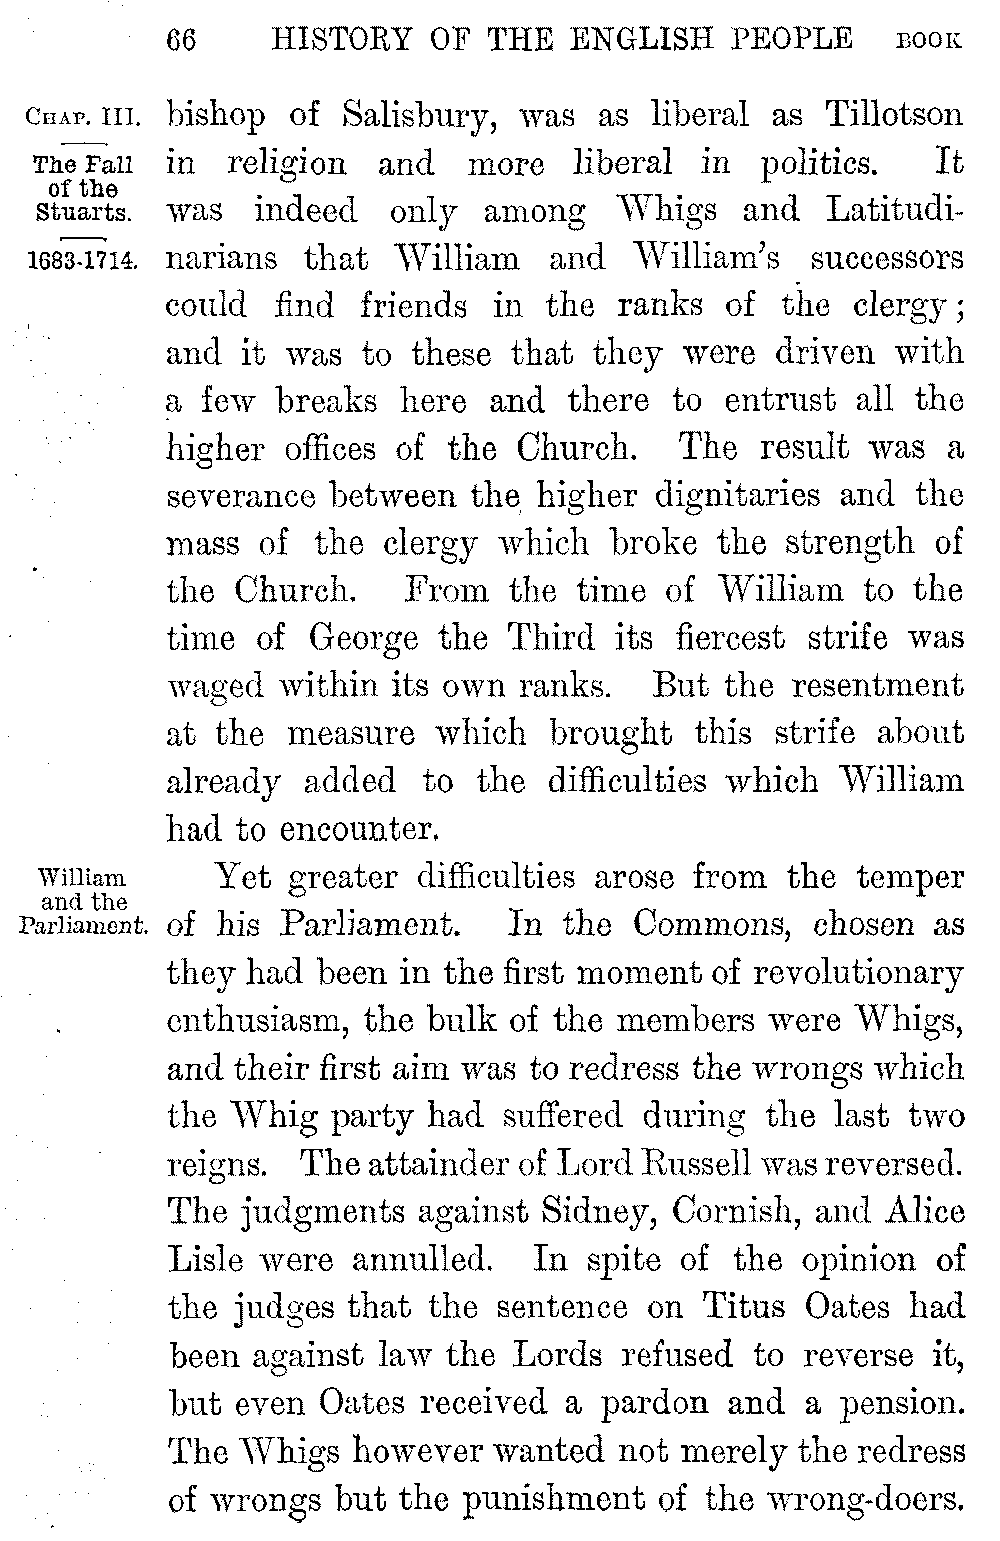 66 HISTORY OF THE ENGLISH PEOPLE BOOK
CHAP. III.
The Fall
of the
Stuarts.
1683-1714.
bishop of Salisbury, was as liberal as Tillotson
in religion and more liberal in politics. It
was indeed only among Whigs and Latitudi-
narians that William and William's successors
could find friends in the ranks of the clergy;
and it was to these that they were driven with
a few breaks here and there to entrust all the
higher offices of the Church. The result was a
severance between the higher dignitaries and the
mass of the clergy which broke the strength of
the Church. From the time of William to the
time of George the Third its fiercest strife was
waged within its own ranks. But the resentment
at the measure which brought this strife about
already added to the difficulties which William
had to encounter.
William
and the
Parliament.
Yet greater difficulties arose from the temper
of his Parliament. In the Commons, chosen as
they had been in the first moment of revolutionary
enthusiasm, the bulk of the members were Whigs,
and their first aim was to redress the wrongs which
the Whig party had suffered during the last two
reigns. The attainder of Lord Russell was reversed.
The judgments against Sidney, Cornish, and Alice
Lisle were annulled. In spite of the opinion of
the judges that the sentence on Titus Oates had
been against law the Lords refused to reverse it,
but even Oates received a pardon and a pension.
The Whigs however wanted not merely the redress
of wrongs but the punishment of the wrong-doers.